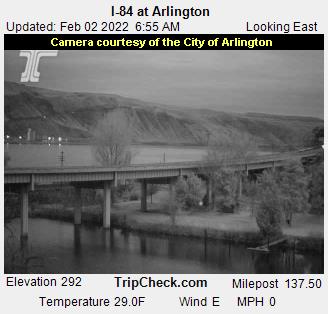 I-84 at Arlington
Updated: Feb 02 2022 6:55 AM Looking East
Camera courtesy of the City of Arlington
Elevation 292 TripCheck.com Milepost 137.50
Temperature 29.0F Wind E MPH 0